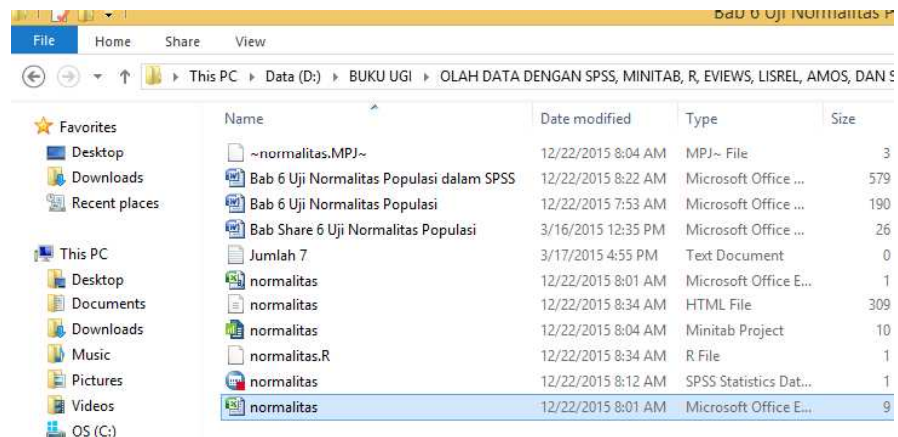 Bab 6 Uji Normalitas P
File Home Share View
This PC Data (D:) BUKU UGI OLAH DATA DENGAN SPSS, MINITAB, R, EVIEWS, LISREL, AMOS, DAN S
Name Date modified Type Size
Favorites
Desktop ~normalitas.MPJ~ 12/22/2015 8:04 AM MPJ~ File 3
Downloads Bab 6 Uji Normalitas Populasi dalam SPSS 12/22/2015 8:22 AM Microsoft Office ... 579
Recent places Bab 6 Uji Normalitas Populasi 12/22/2015 7:53 AM Microsoft Office ... 190
Bab Share 6 Uji Normalitas Populasi 3/16/2015 12:35 PM Microsoft Office ... 26
This PC Jumlah 7 3/17/2015 4:55 PM Text Document 0
Desktop normalitas 12/22/2015 8:01 AM Microsoft Office E... 1
Documents normalitas 12/22/2015 8:34 AM HTML File 309
Downloads normalitas 12/22/2015 8:04 AM Minitab Project 10
Music normalitas.R 12/22/2015 8:34 AM R File 1
Pictures normalitas 12/22/2015 8:12 AM SPSS Statistics Dat... 1
Videos normalitas 12/22/2015 8:01 AM Microsoft Office E... 9
OS (C:)